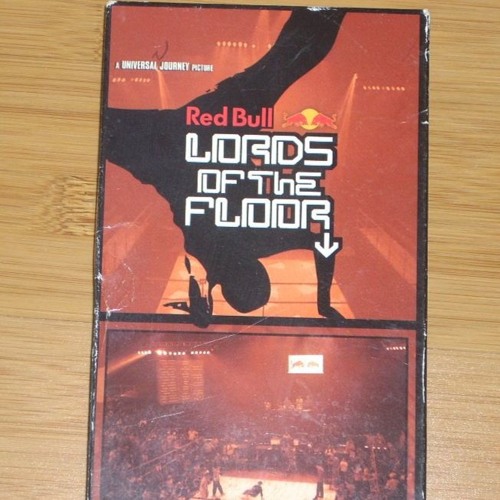 A UNIVERSAL JOURNEY PICTURE
Red Bull
LORDS
OF THE
FLOOR